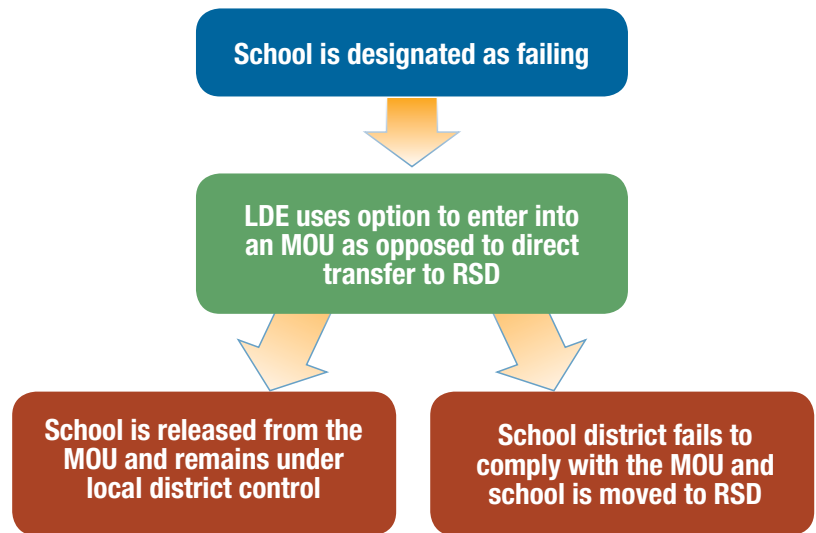 School is designated as failing
LDE uses option to enter into
an MOU as opposed to direct
transfer to RSD
School is released from the
MOU and remains under
local district control
School district fails to
comply with the MOU and
school is moved to RSD